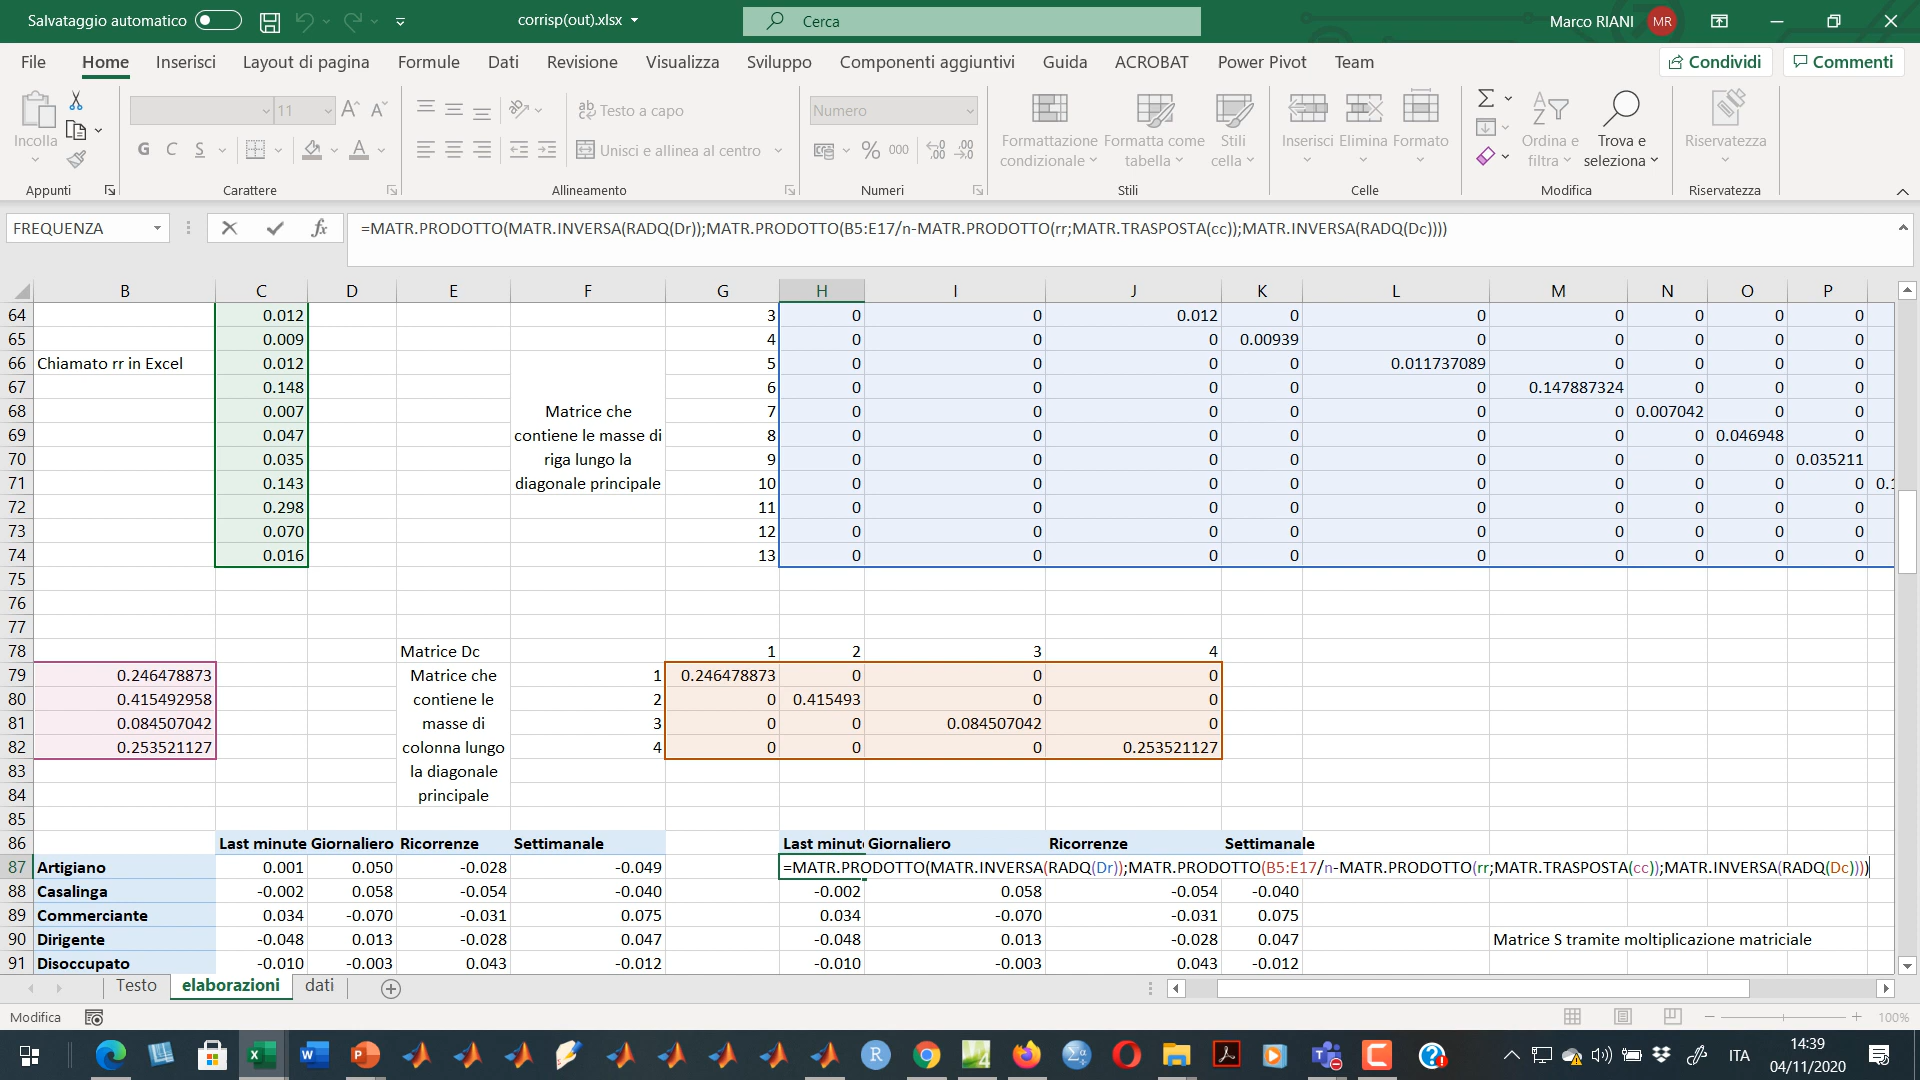 Salvataggio automatico corrisp(out).xlsx Cerca Marco RIANI MR
File Home Inserisci Layout di pagina Formule Dati Revisione Visualizza Sviluppo Componenti aggiuntivi Guida ACROBAT Power Pivot Team Condividi Commenti
Incolla 11 Testo a capo Numero Formattazione condizionale Formatta come tabella Stili cella Inserisci Elimina Formato Ordina e filtra Trova e seleziona Riservatezza
G C S Unisci e allinea al centro % 000
Appunti Carattere Allineamento Numeri Stili Celle Modifica Riservatezza
FREQUENZA fx =MATR.PRODOTTO(MATR.INVERSA(RADQ(Dr));MATR.PRODOTTO(B5:E17/n-MATR.PRODOTTO(rr;MATR.TRASPOSTA(cc));MATR.INVERSA(RADQ(Dc))))
B C D E F G H I J K L M N O P
64 0.012 3 0 0 0.012 0 0 0 0 0 0
65 0.009 4 0 0 0 0.00939 0 0 0 0 0
66 Chiamato rr in Excel 0.012 5 0 0 0 0 0.011737089 0 0 0 0
67 0.148 6 0 0 0 0 0 0.147887324 0 0 0
68 0.007 Matrice che 7 0 0 0 0 0 0 0.007042 0 0
69 0.047 contiene le masse di 8 0 0 0 0 0 0 0 0.046948 0
70 0.035 riga lungo la 9 0 0 0 0 0 0 0 0 0.035211
71 0.143 diagonale principale 10 0 0 0 0 0 0 0 0 0 0.1
72 0.298 11 0 0 0 0 0 0 0 0 0
73 0.070 12 0 0 0 0 0 0 0 0 0
74 0.016 13 0 0 0 0 0 0 0 0 0
75
76
77
78 Matrice Dc 1 2 3 4
79 0.246478873 Matrice che 1 0.246478873 0 0 0
80 0.415492958 contiene le 2 0 0.415493 0 0
81 0.084507042 masse di 3 0 0 0.084507042 0
82 0.253521127 colonna lungo 4 0 0 0 0.253521127
83 la diagonale
84 principale
85
86 Last minute Giornaliero Ricorrenze Settimanale Last minute Giornaliero Ricorrenze Settimanale
87 Artigiano 0.001 0.050 -0.028 -0.049 =MATR.PRODOTTO(MATR.INVERSA(RADQ(Dr));MATR.PRODOTTO(B5:E17/n-MATR.PRODOTTO(rr;MATR.TRASPOSTA(cc));MATR.INVERSA(RADQ(Dc))))
88 Casalinga -0.002 0.058 -0.054 -0.040 -0.002 0.058 -0.054 -0.040
89 Commerciante 0.034 -0.070 -0.031 0.075 0.034 -0.070 -0.031 0.075
90 Dirigente -0.048 0.013 -0.028 0.047 -0.048 0.013 -0.028 0.047 Matrice S tramite moltiplicazione matriciale
91 Disoccupato -0.010 -0.003 0.043 -0.012 -0.010 -0.003 0.043 -0.012
Testo elaborazioni dati
Modifica 100%
ITA 14:39
04/11/2020